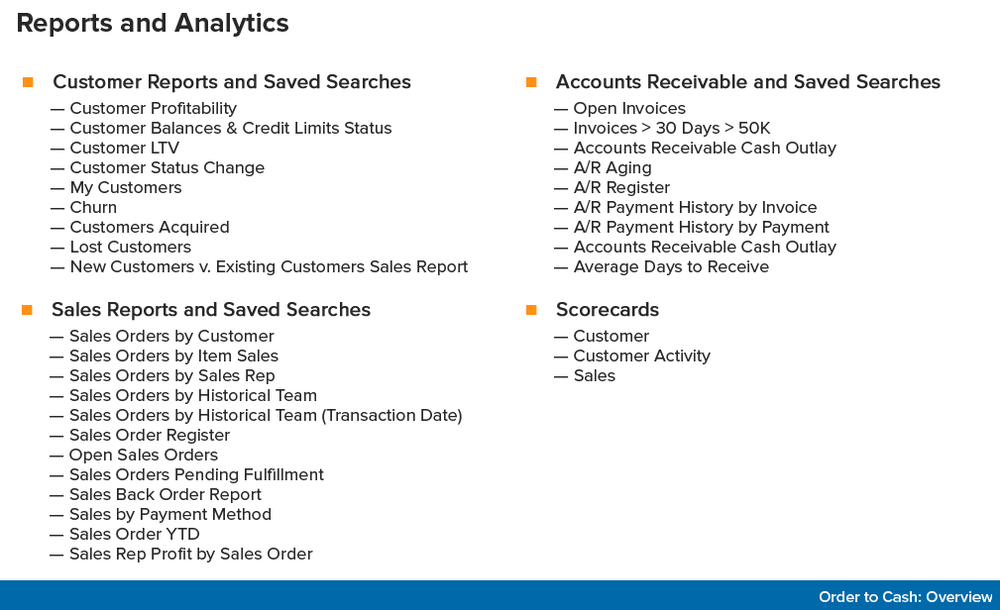 Reports and Analytics
Customer Reports and Saved Searches
— Customer Profitability
— Customer Balances & Credit Limits Status
— Customer LTV
— Customer Status Change
— My Customers
— Churn
— Customers Acquired
— Lost Customers
— New Customers v. Existing Customers Sales Report
Sales Reports and Saved Searches
— Sales Orders by Customer
— Sales Orders by Item Sales
— Sales Orders by Sales Rep
— Sales Orders by Historical Team
— Sales Orders by Historical Team (Transaction Date)
— Sales Order Register
— Open Sales Orders
— Sales Orders Pending Fulfillment
— Sales Back Order Report
— Sales by Payment Method
— Sales Order YTD
— Sales Rep Profit by Sales Order
Accounts Receivable and Saved Searches
— Open Invoices
— Invoices > 30 Days > 50K
— Accounts Receivable Cash Outlay
— A/R Aging
— A/R Register
— A/R Payment History by Invoice
— A/R Payment History by Payment
— Accounts Receivable Cash Outlay
— Average Days to Receive
Scorecards
— Customer
— Customer Activity
— Sales
Order to Cash: Overview